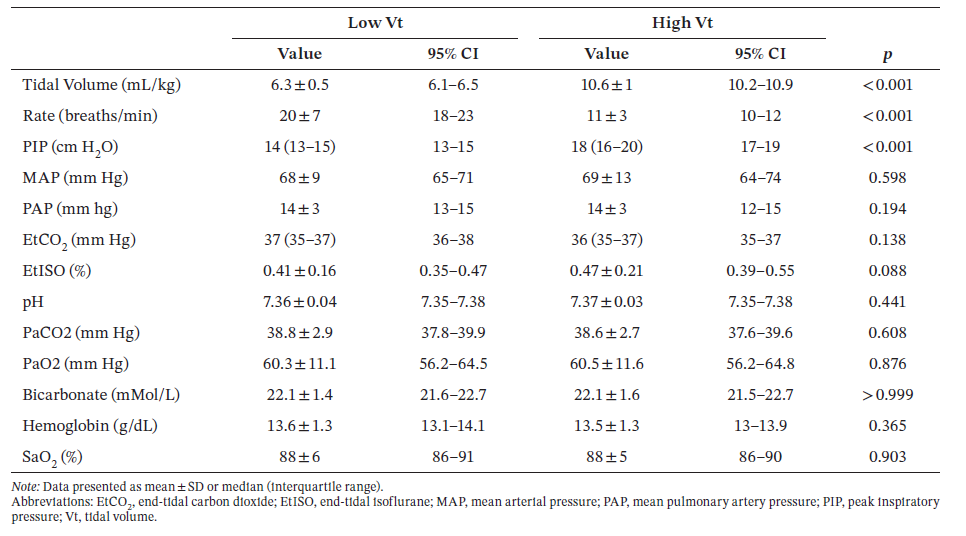 Low Vt High Vt
Value 95% CI Value 95% CI p
Tidal Volume (mL/kg) 6.3±0.5 6.1–6.5 10.6±1 10.2–10.9 <0.001
Rate (breaths/min) 20±7 18–23 11±3 10–12 <0.001
PIP (cm H₂O) 14 (13–15) 13–15 18 (16–20) 17–19 <0.001
MAP (mm Hg) 68±9 65–71 69±13 64–74 0.598
PAP (mm hg) 14±3 13–15 14±3 12–15 0.194
EtCO₂ (mm Hg) 37 (35–37) 36–38 36 (35–37) 35–37 0.138
EtISO (%) 0.41±0.16 0.35–0.47 0.47±0.21 0.39–0.55 0.088
pH 7.36±0.04 7.35–7.38 7.37±0.03 7.35–7.38 0.441
PaCO2 (mm Hg) 38.8±2.9 37.8–39.9 38.6±2.7 37.6–39.6 0.608
PaO2 (mm Hg) 60.3±11.1 56.2–64.5 60.5±11.6 56.2–64.8 0.876
Bicarbonate (mMol/L) 22.1±1.4 21.6–22.7 22.1±1.6 21.5–22.7 >0.999
Hemoglobin (g/dL) 13.6±1.3 13.1–14.1 13.5±1.3 13–13.9 0.365
SaO₂ (%) 88±6 86–91 88±5 86–90 0.903
Note: Data presented as mean±SD or median (interquartile range).
Abbreviations: EtCO₂, end-tidal carbon dioxide; EtISO, end-tidal isoflurane; MAP, mean arterial pressure; PAP, mean pulmonary artery pressure; PIP, peak inspiratory
pressure; Vt, tidal volume.